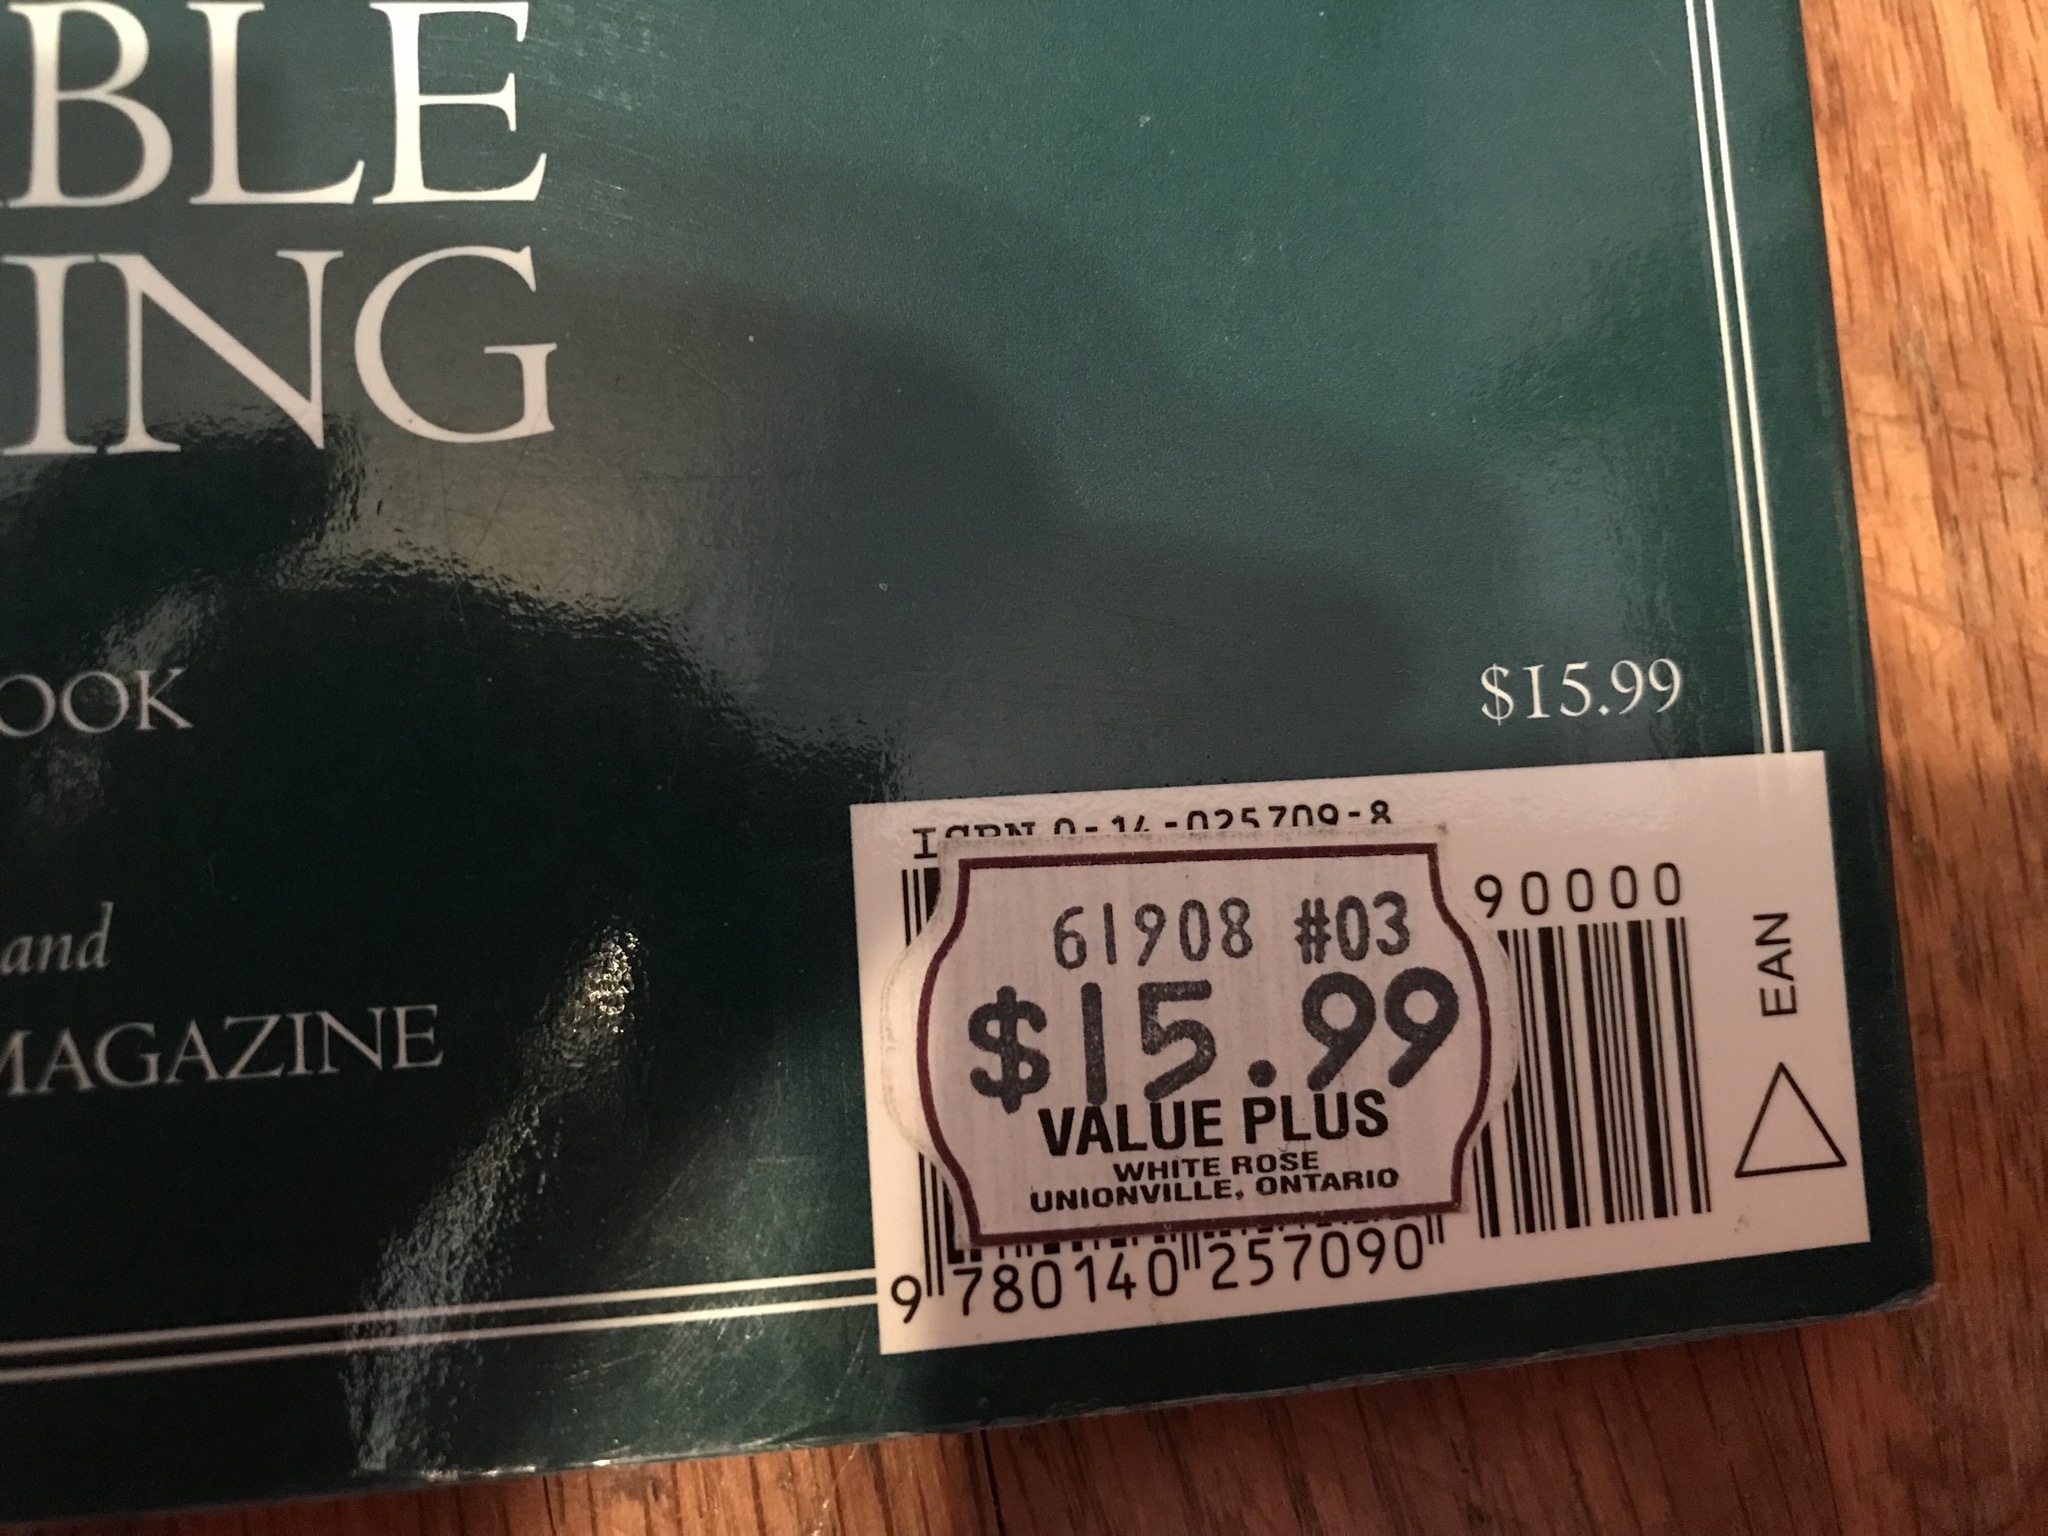 BLE
ING
OOK
and
MAGAZINE
$15.99
ISBN 0-14-025709-8
90000
EAN
61908 #03
$15.99
VALUE PLUS
WHITE ROSE
UNIONVILLE, ONTARIO
9 780140 257090